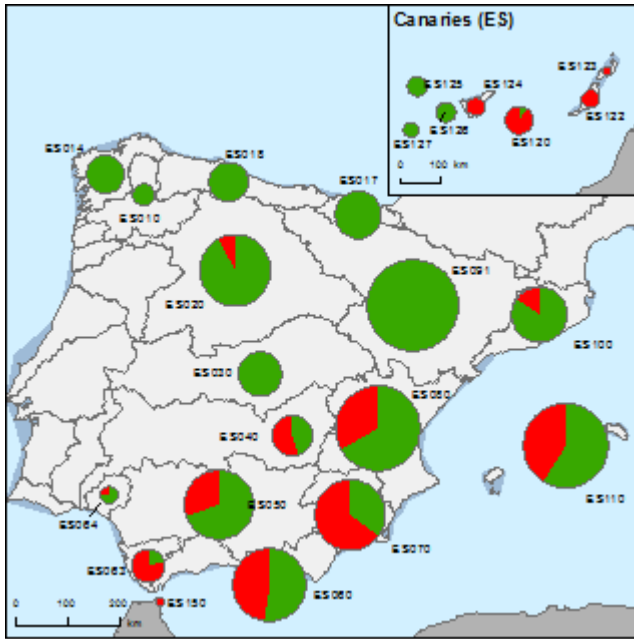 Canaries (ES)
ES123
ES125
ES124
ES122
ES126
ES120
ES127
0 100 km
ES014
ES018
ES010
ES017
ES091
ES020
ES100
ES030
ES080
ES040
ES110
ES050
ES064
ES070
ES063
ES060
ES150
0 100 200
km